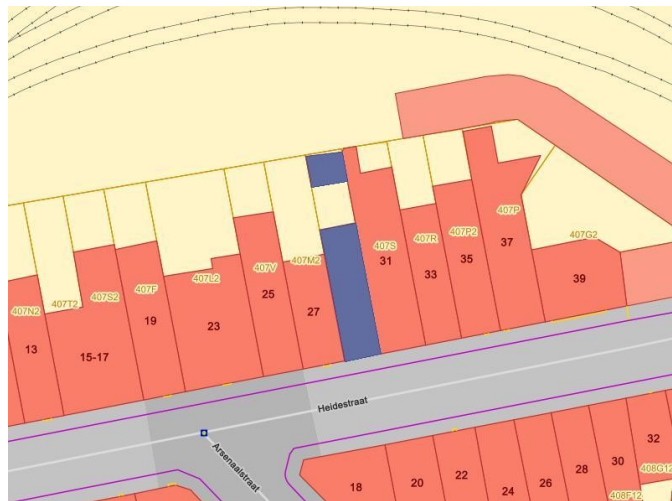 407N2
407T2
407S2
407F
407L2
407V
407M2
407S
407R
407P2
407P
407G2
13
15-17
19
23
25
27
31
33
35
37
39
Heidestraat
Arsenaalstraat
18
20
22
24
26
28
30
32
408G12
408F12